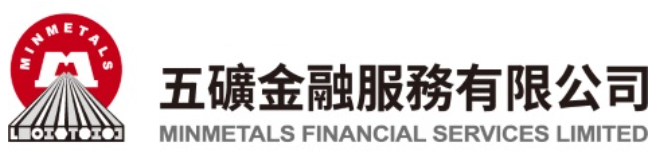 MINMETALS
五礦金融服務有限公司
MINMETALS FINANCIAL SERVICES LIMITED